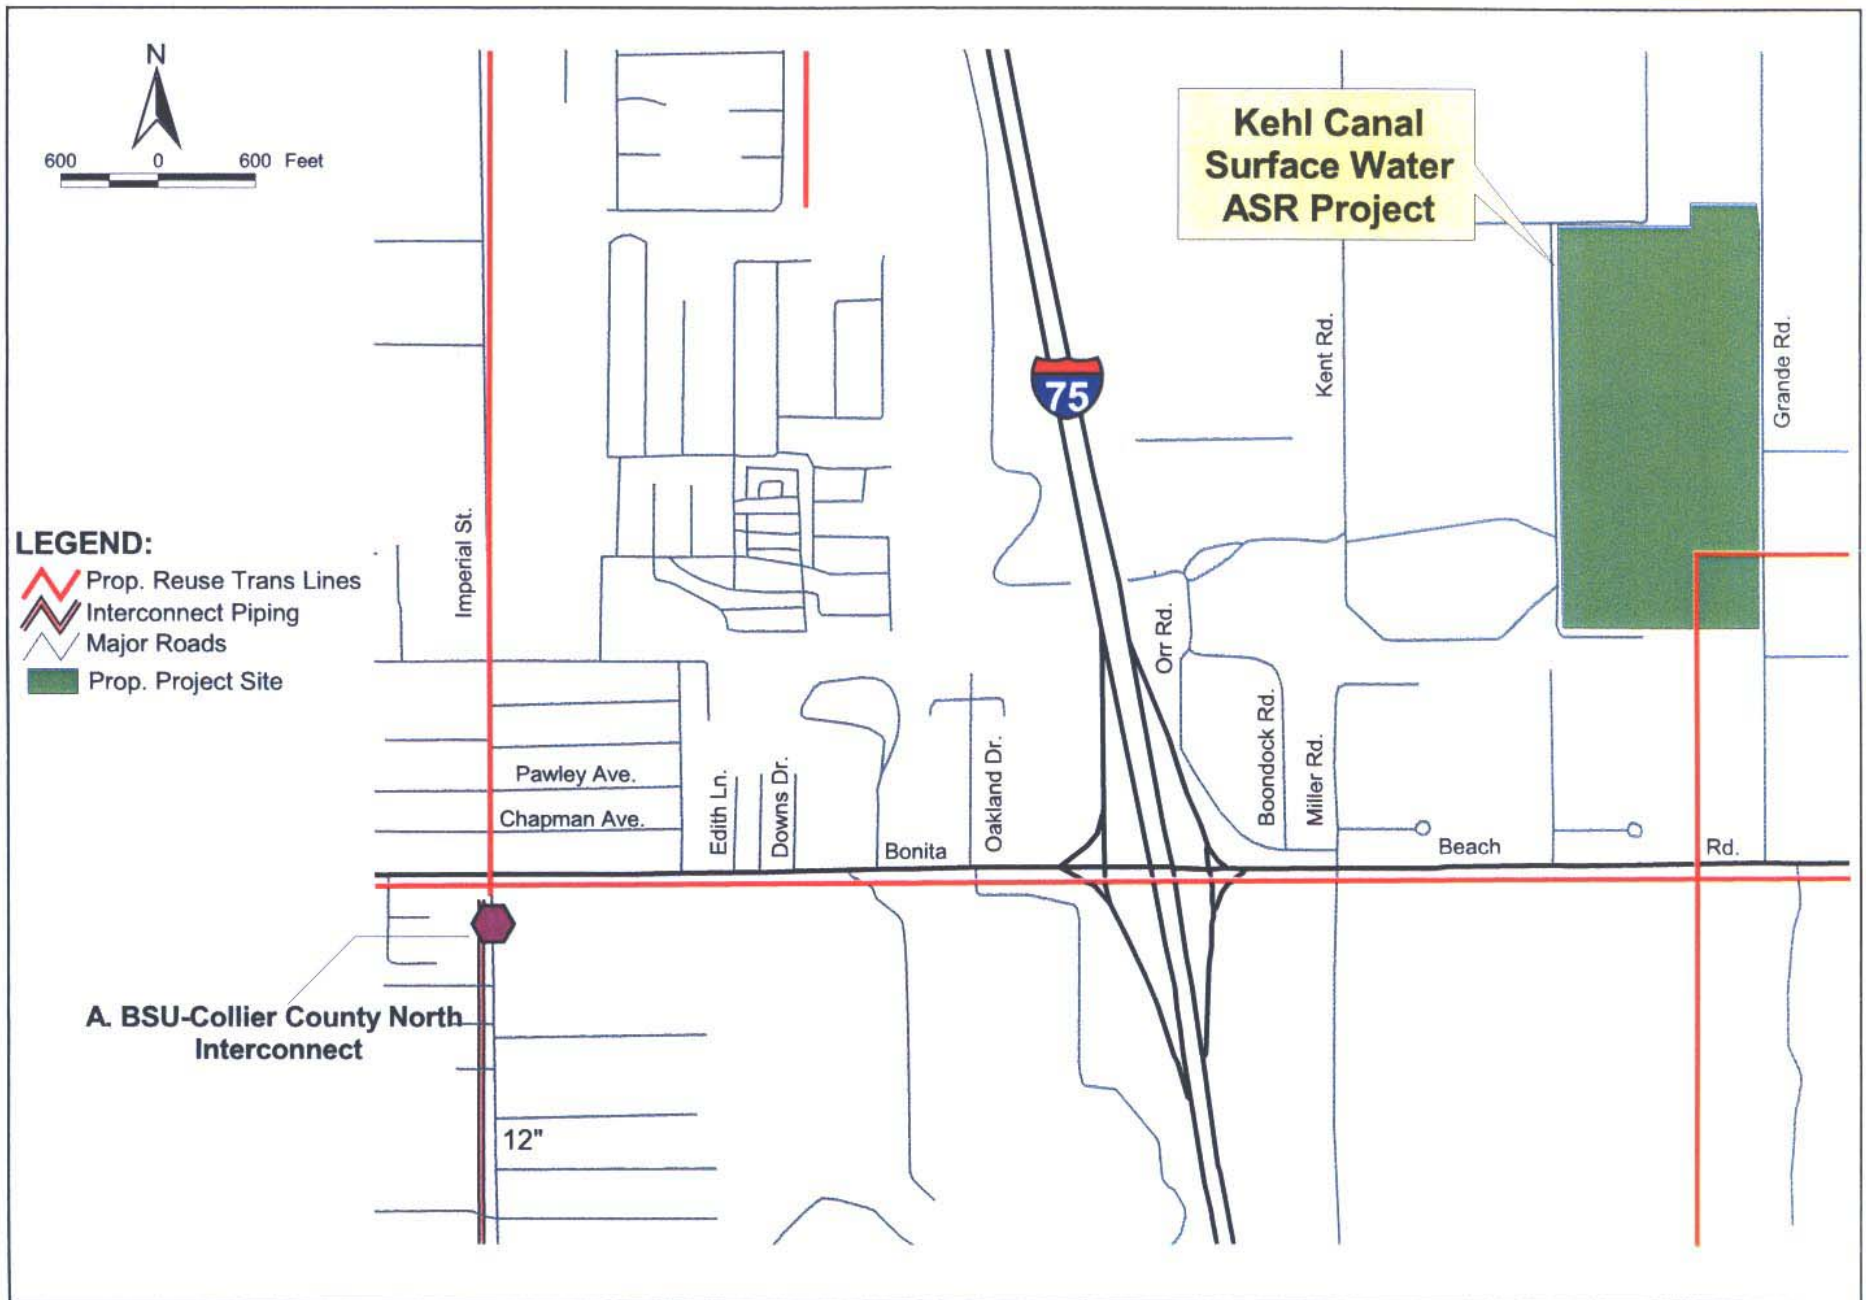 N
600 0 600 Feet
Kehl Canal
Surface Water
ASR Project
75
Kent Rd.
Grande Rd.
Imperial St.
LEGEND:
Prop. Reuse Trans Lines
Interconnect Piping
Major Roads
Prop. Project Site
Orr Rd.
Boondock Rd.
Miller Rd.
Oakland Dr.
Edith Ln.
Downs Dr.
Pawley Ave.
Chapman Ave.
Bonita Beach Rd.
A. BSU-Collier County North
Interconnect
12"